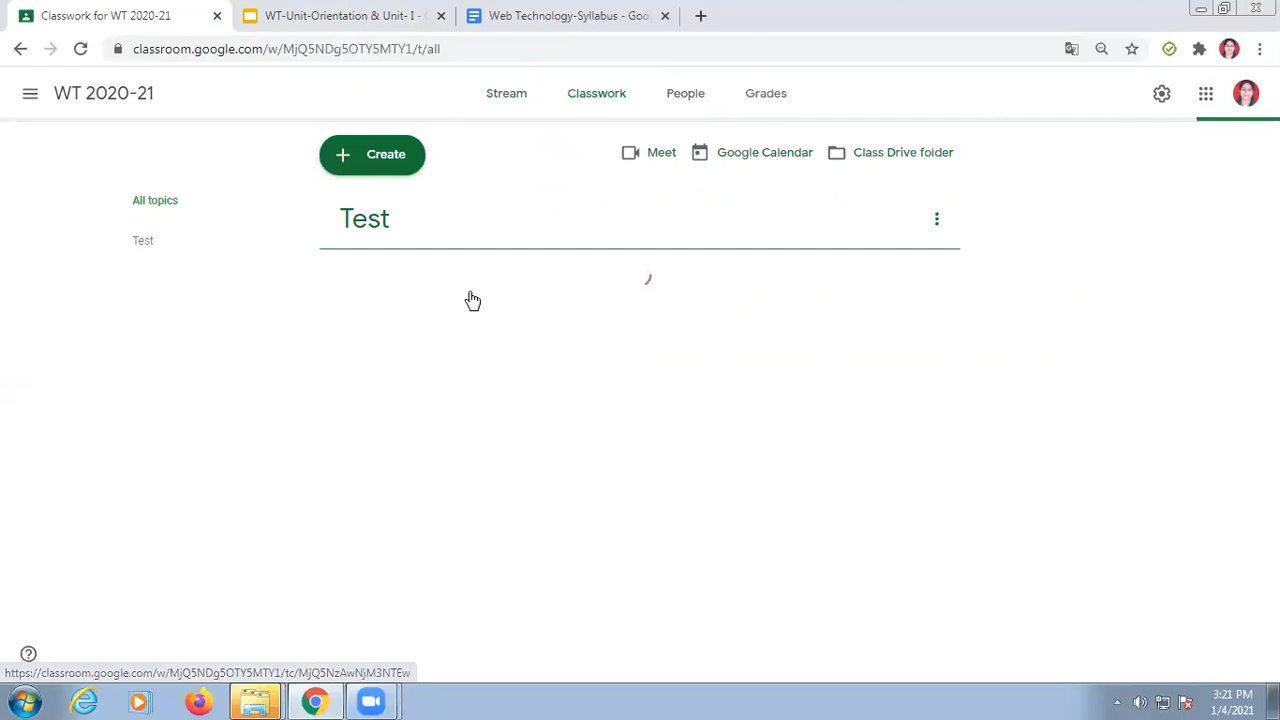 Classwork for WT 2020-21
WT-Unit-Orientation & Unit- I - G
Web Technology-Syllabus - Goo
classroom.google.com/w/MjQ5NDg5OTY5MTY1/t/all
WT 2020-21
Stream
Classwork
People
Grades
Create
Meet
Google Calendar
Class Drive folder
All topics
Test
Test
https://classroom.google.com/w/MjQ5NDg5OTY5MTY1/tc/MjQ5NzAwNjM3NTEw
3:21 PM
1/4/2021